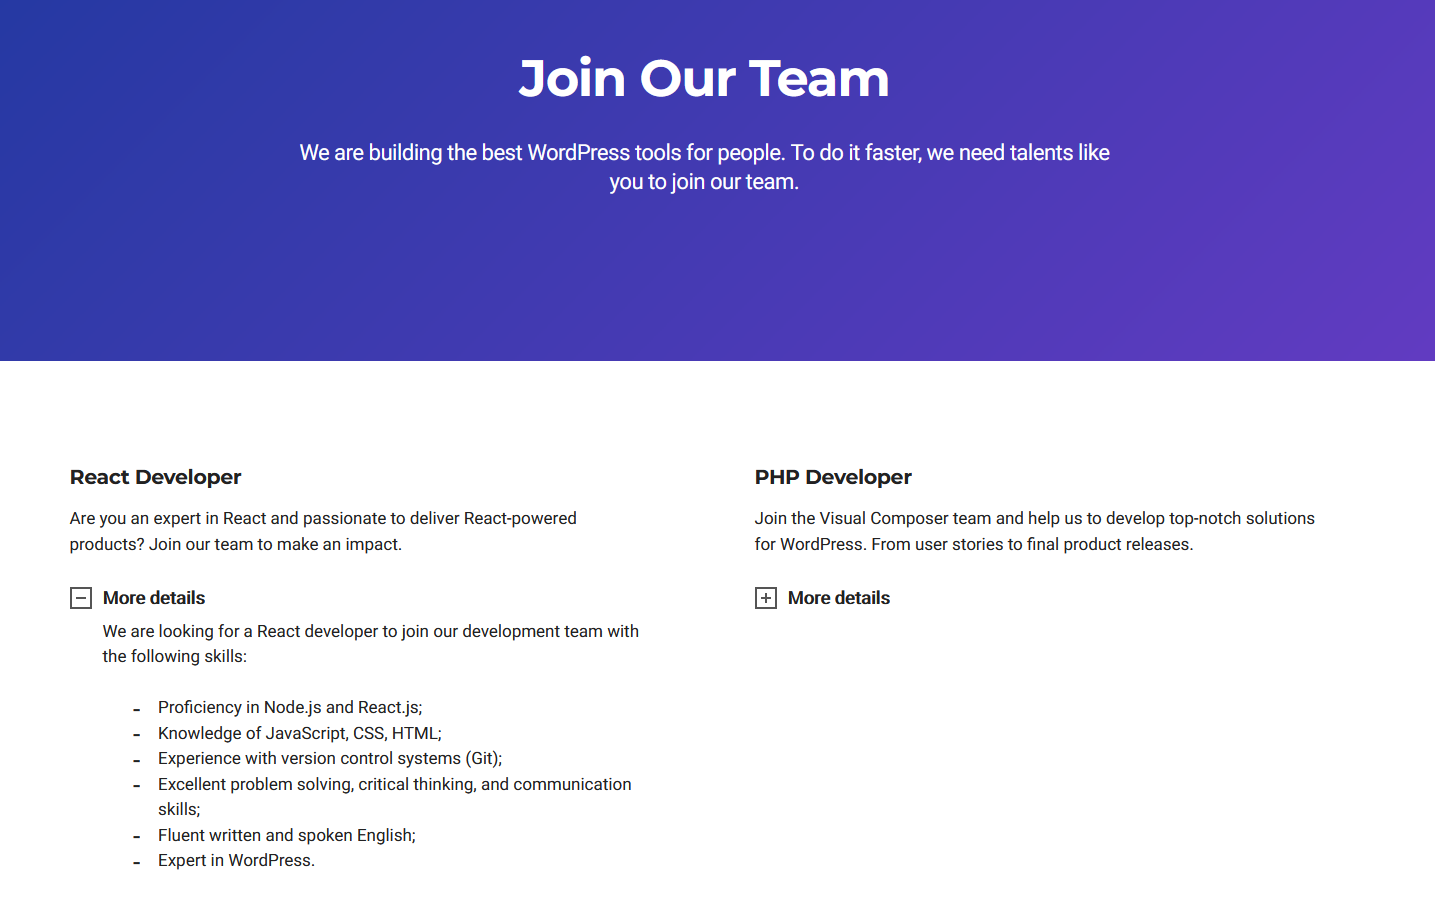 Join Our Team
We are building the best WordPress tools for people. To do it faster, we need talents like
you to join our team.
React Developer
Are you an expert in React and passionate to deliver React-powered
products? Join our team to make an impact.
More details
We are looking for a React developer to join our development team with
the following skills:
- Proficiency in Node.js and React.js;
- Knowledge of JavaScript, CSS, HTML;
- Experience with version control systems (Git);
- Excellent problem solving, critical thinking, and communication
skills;
- Fluent written and spoken English;
- Expert in WordPress.
PHP Developer
Join the Visual Composer team and help us to develop top-notch solutions
for WordPress. From user stories to final product releases.
More details